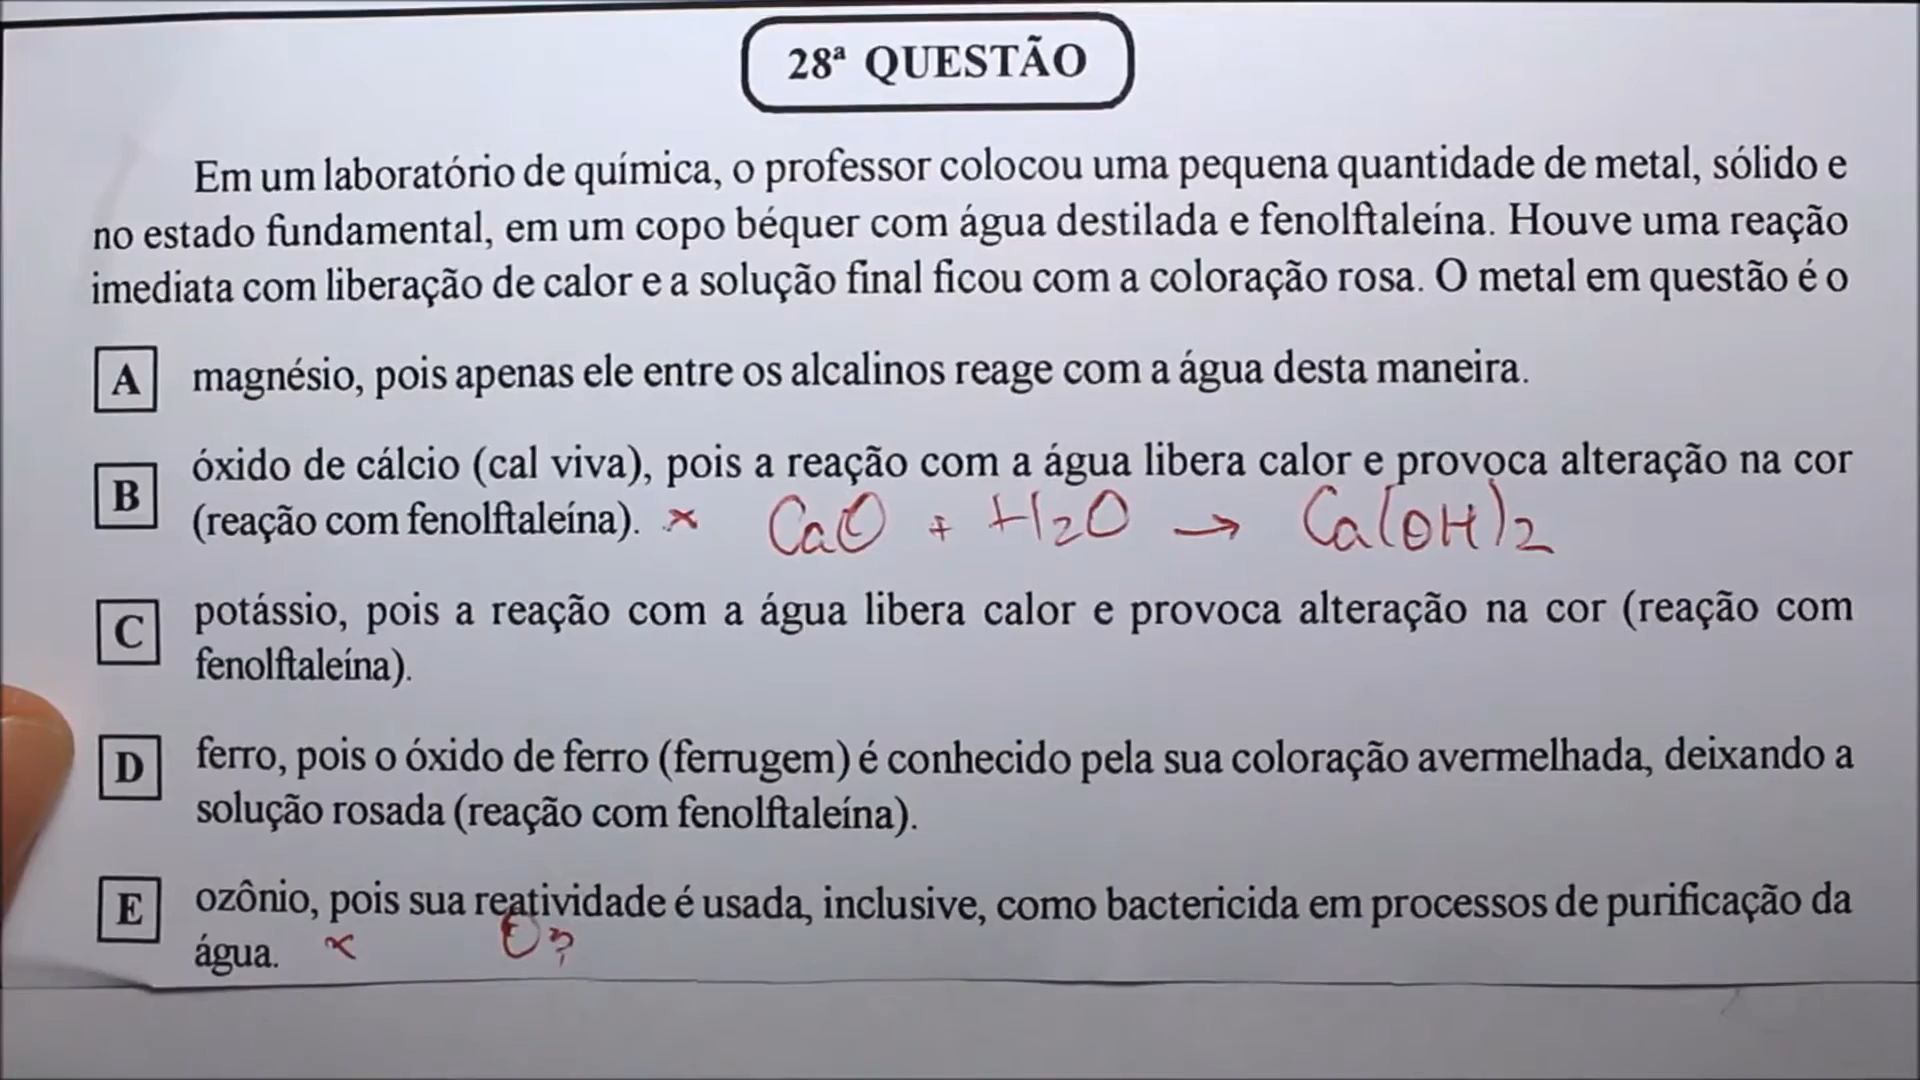 28ª QUESTÃO
Em um laboratório de química, o professor colocou uma pequena quantidade de metal, sólido e
no estado fundamental, em um copo béquer com água destilada e fenolftaleína. Houve uma reação
imediata com liberação de calor e a solução final ficou com a coloração rosa. O metal em questão é o
A magnésio, pois apenas ele entre os alcalinos reage com a água desta maneira.
B óxido de cálcio (cal viva), pois a reação com a água libera calor e provoca alteração na cor
(reação com fenolftaleína). x CaO + H2O → Ca(OH)2
C potássio, pois a reação com a água libera calor e provoca alteração na cor (reação com
fenolftaleína).
D ferro, pois o óxido de ferro (ferrugem) é conhecido pela sua coloração avermelhada, deixando a
solução rosada (reação com fenolftaleína).
E ozônio, pois sua reatividade é usada, inclusive, como bactericida em processos de purificação da
água. x O3